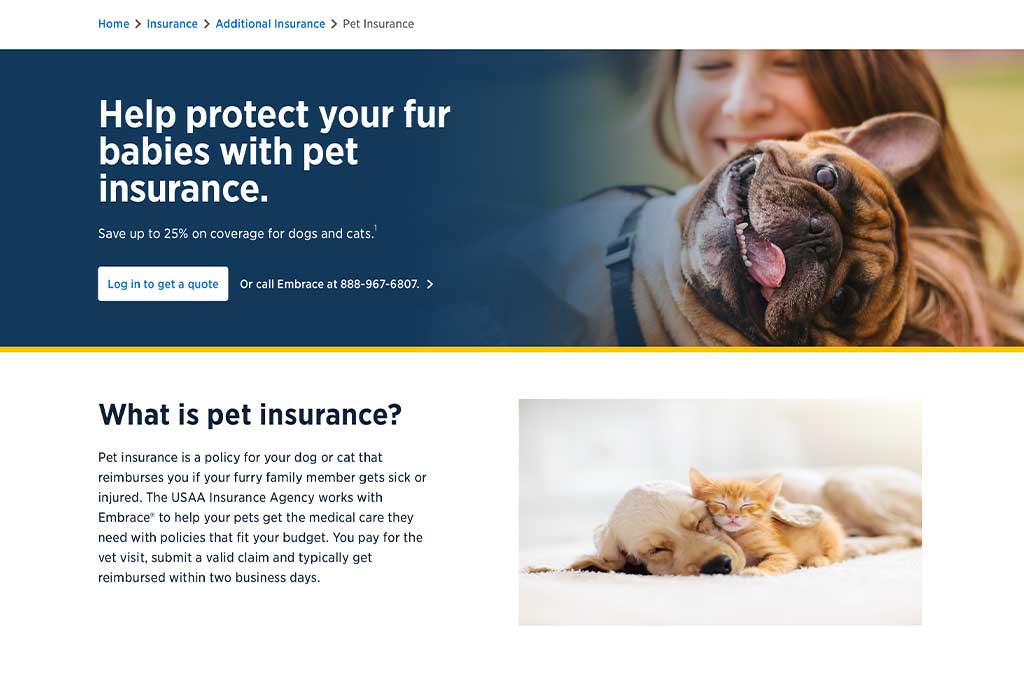 Home > Insurance > Additional Insurance > Pet Insurance
Help protect your fur
babies with pet
insurance.
Save up to 25% on coverage for dogs and cats.¹
Log in to get a quote
Or call Embrace at 888-967-6807. >
What is pet insurance?
Pet insurance is a policy for your dog or cat that
reimburses you if your furry family member gets sick or
injured. The USAA Insurance Agency works with
Embrace® to help your pets get the medical care they
need with policies that fit your budget. You pay for the
vet visit, submit a valid claim and typically get
reimbursed within two business days.